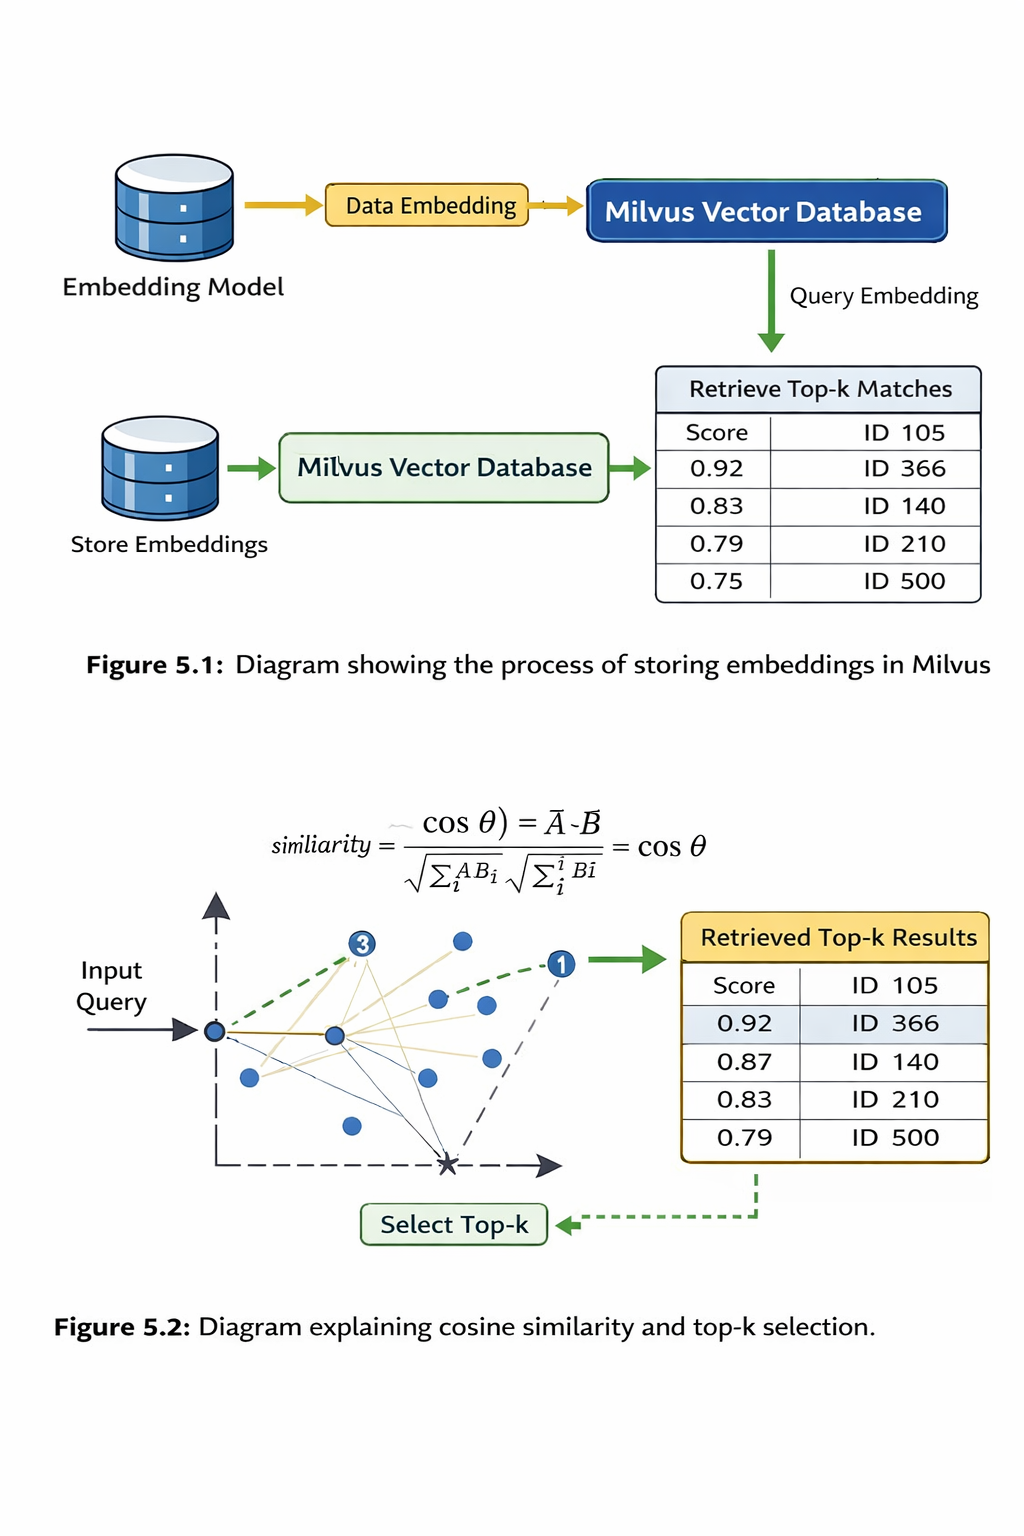 Data Embedding
Milvus Vector Database
Embedding Model
Query Embedding
Retrieve Top-k Matches
Score ID 105
0.92 ID 366
0.83 ID 140
0.79 ID 210
0.75 ID 500
Milvus Vector Database
Store Embeddings
Figure 5.1: Diagram showing the process of storing embeddings in Milvus
similiarity = cos θ) = A̅ - B̅ / √∑ᵢ^AB_i √∑ᵢ^i Bi = cos θ
Input
Query
3
1
Retrieved Top-k Results
Score ID 105
0.92 ID 366
0.87 ID 140
0.83 ID 210
0.79 ID 500
Select Top-k
Figure 5.2: Diagram explaining cosine similarity and top-k selection.